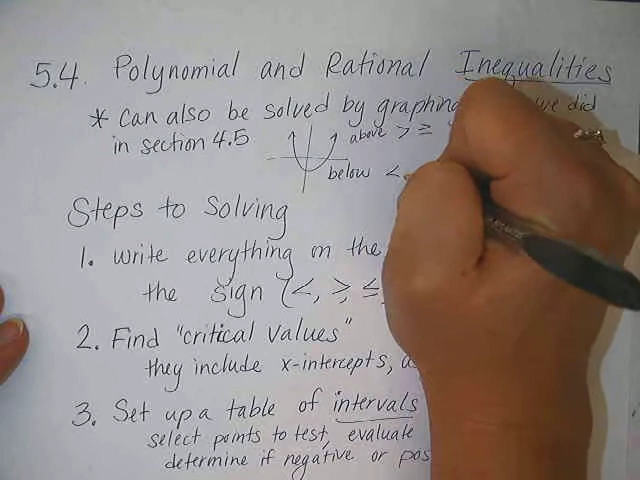 5.4. Polynomial and Rational Inequalities
* can also be solved by graphing we did
in section 4.5 above > ≥
below <
Steps to Solving
1. write everything on the
the sign (<, >, ≤,
2. Find "critical values"
they include x-intercepts,
3. Set up a table of intervals
select points to test, evaluate
determine if negative or pos